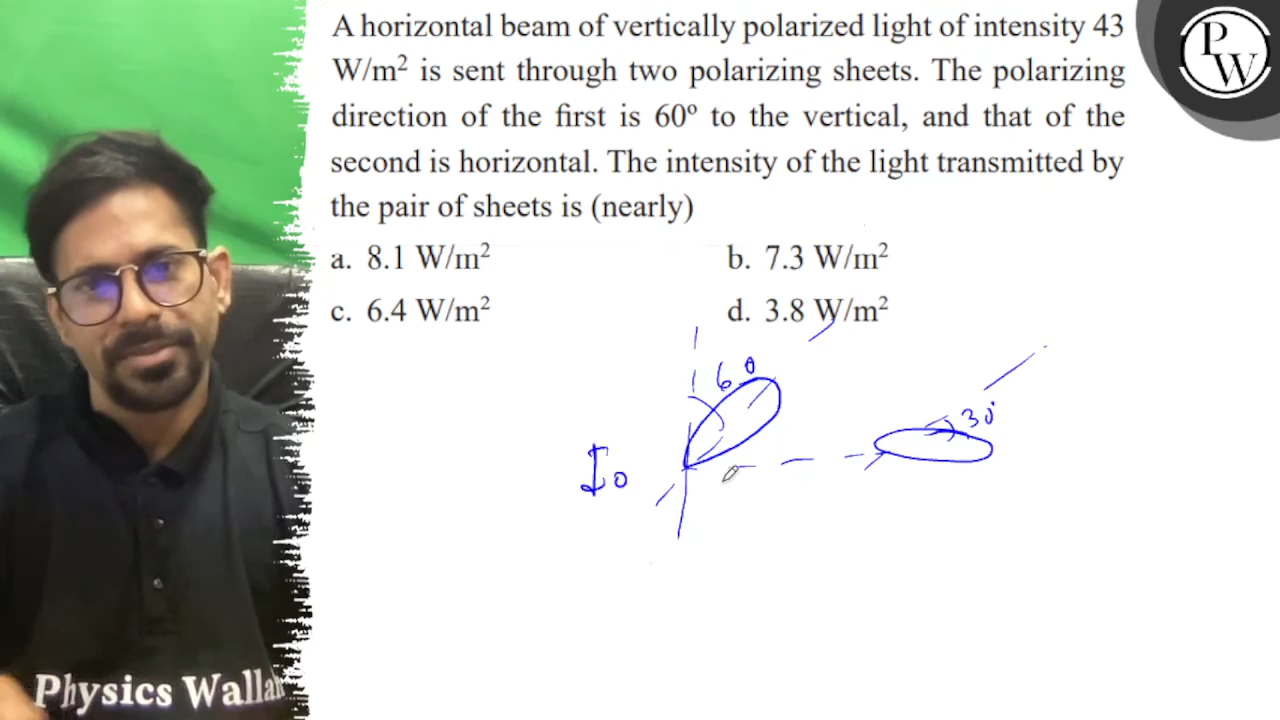 A horizontal beam of vertically polarized light of intensity 43
W/m² is sent through two polarizing sheets. The polarizing
direction of the first is 60º to the vertical, and that of the
second is horizontal. The intensity of the light transmitted by
the pair of sheets is (nearly)
a. 8.1 W/m² b. 7.3 W/m²
c. 6.4 W/m² d. 3.8 W/m²
60
30°
I0
PW
Physics Walla